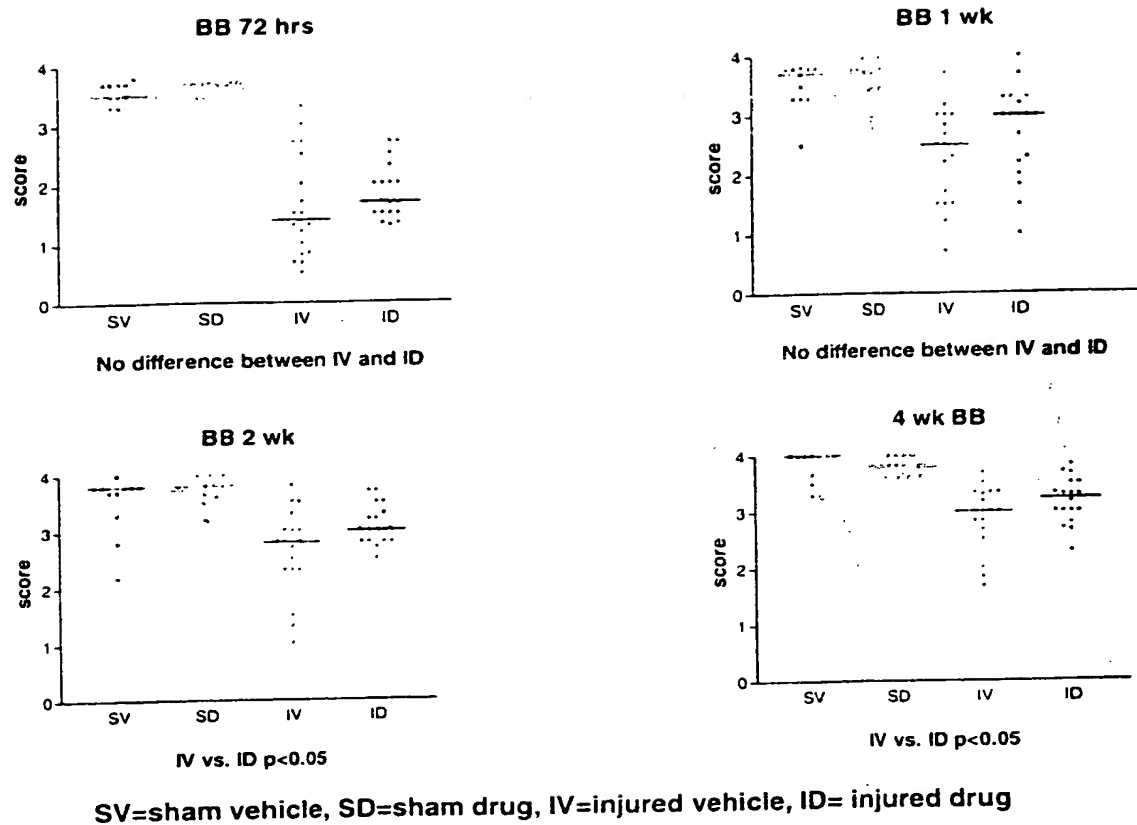 BB 72 hrs
4
3
2
1
0
score
SV SD IV ID
No difference between IV and ID
BB 1 wk
4
3
2
1
0
score
SV SD IV ID
No difference between IV and ID
BB 2 wk
4
3
2
1
0
score
SV SD IV ID
IV vs. ID p<0.05
4 wk BB
4
3
2
1
0
score
SV SD IV ID
IV vs. ID p<0.05
SV=sham vehicle, SD=sham drug, IV=injured vehicle, ID= injured drug